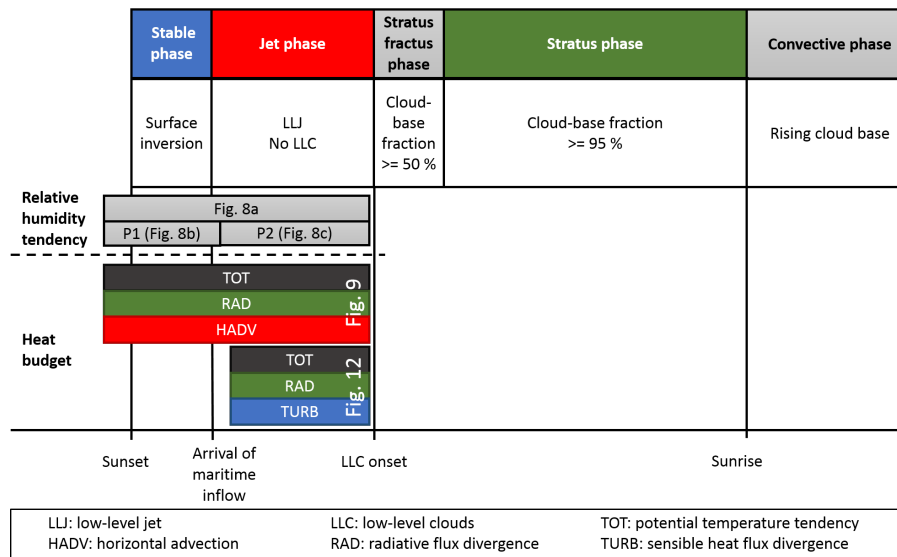 Stable phase
Jet phase
Stratus fractus phase
Stratus phase
Convective phase
Surface inversion
LLJ
No LLC
Cloud-base fraction >= 50 %
Cloud-base fraction >= 95 %
Rising cloud base
Relative humidity tendency
Fig. 8a
P1 (Fig. 8b)
P2 (Fig. 8c)
Heat budget
TOT
RAD
HADV
Fig. 9
TOT
RAD
TURB
Fig. 12
Sunset
Arrival of maritime inflow
LLC onset
Sunrise
LLJ: low-level jet
LLC: low-level clouds
TOT: potential temperature tendency
HADV: horizontal advection
RAD: radiative flux divergence
TURB: sensible heat flux divergence